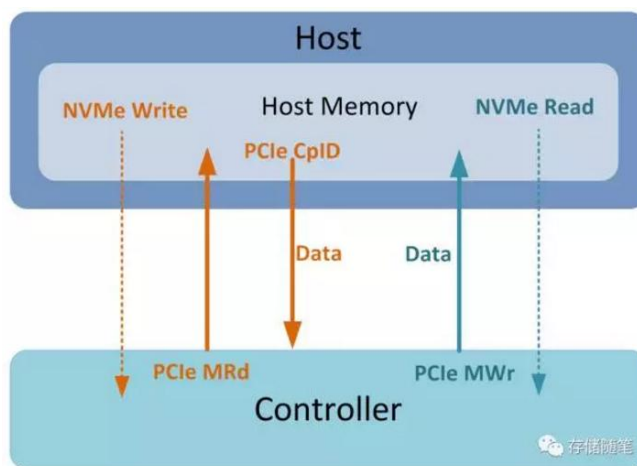 Host
NVMe Write
Host Memory
NVMe Read
PCIe CplD
Data
Data
PCIe MRd
PCIe MWr
Controller
存储随笔